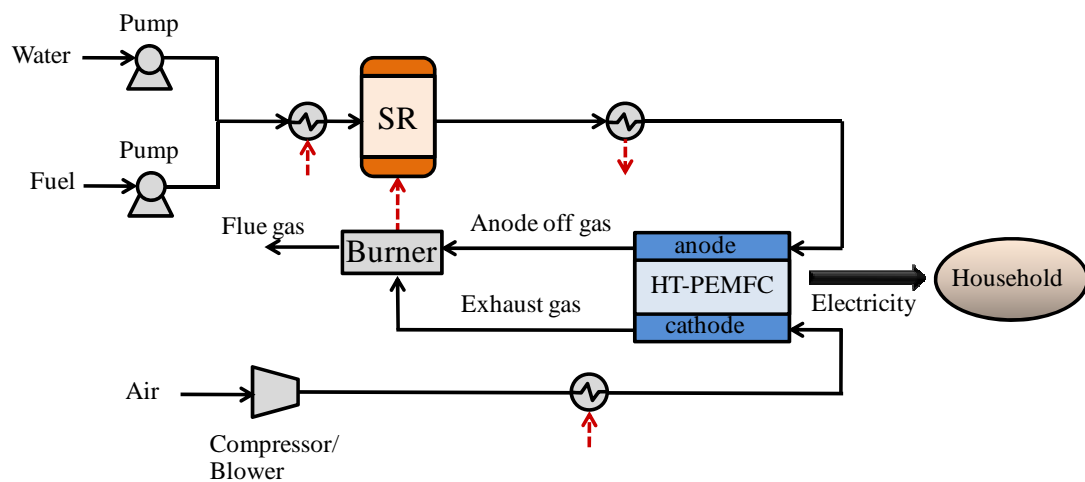 Pump
Water
SR
Pump
Fuel
Flue gas
Anode off gas
Burner
anode
HT-PEMFC
cathode
Household
Electricity
Exhaust gas
Air
Compressor/
Blower